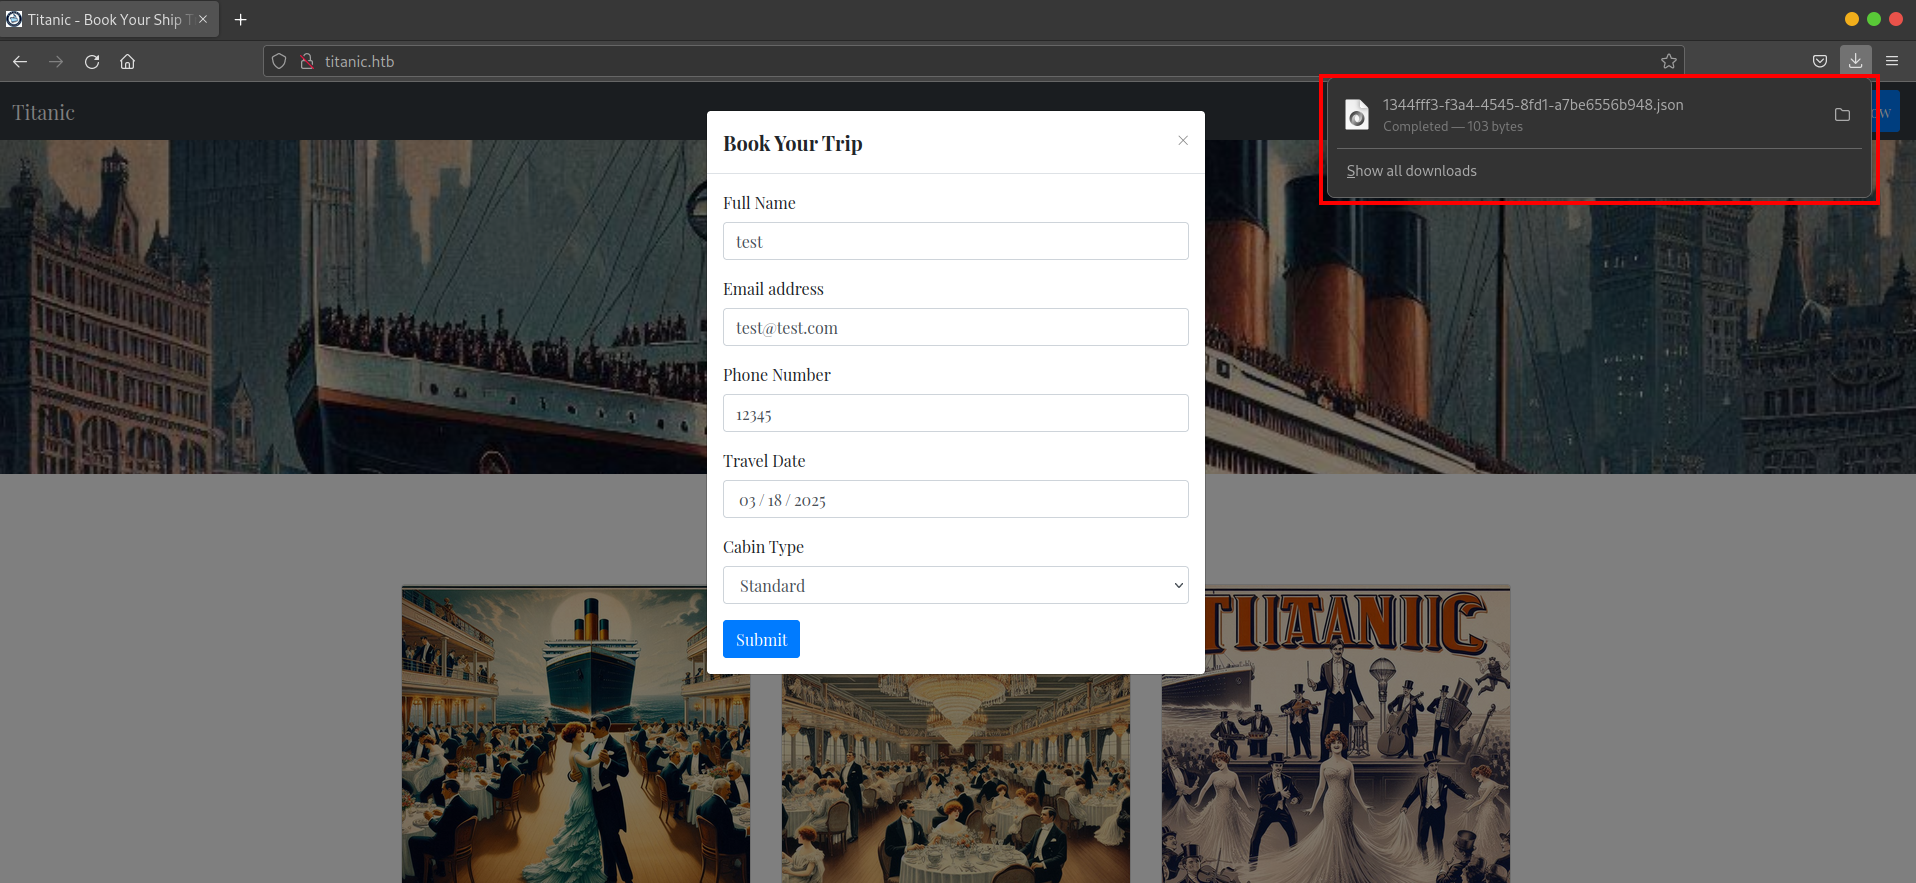 Titanic - Book Your Ship T
titanic.htb
Titanic
1344fff3-f3a4-4545-8fd1-a7be6556b948.json
Completed — 103 bytes
Show all downloads
Book Your Trip
Full Name
test
Email address
test@test.com
Phone Number
12345
Travel Date
03 / 18 / 2025
Cabin Type
Standard
Submit
TIITANIIC